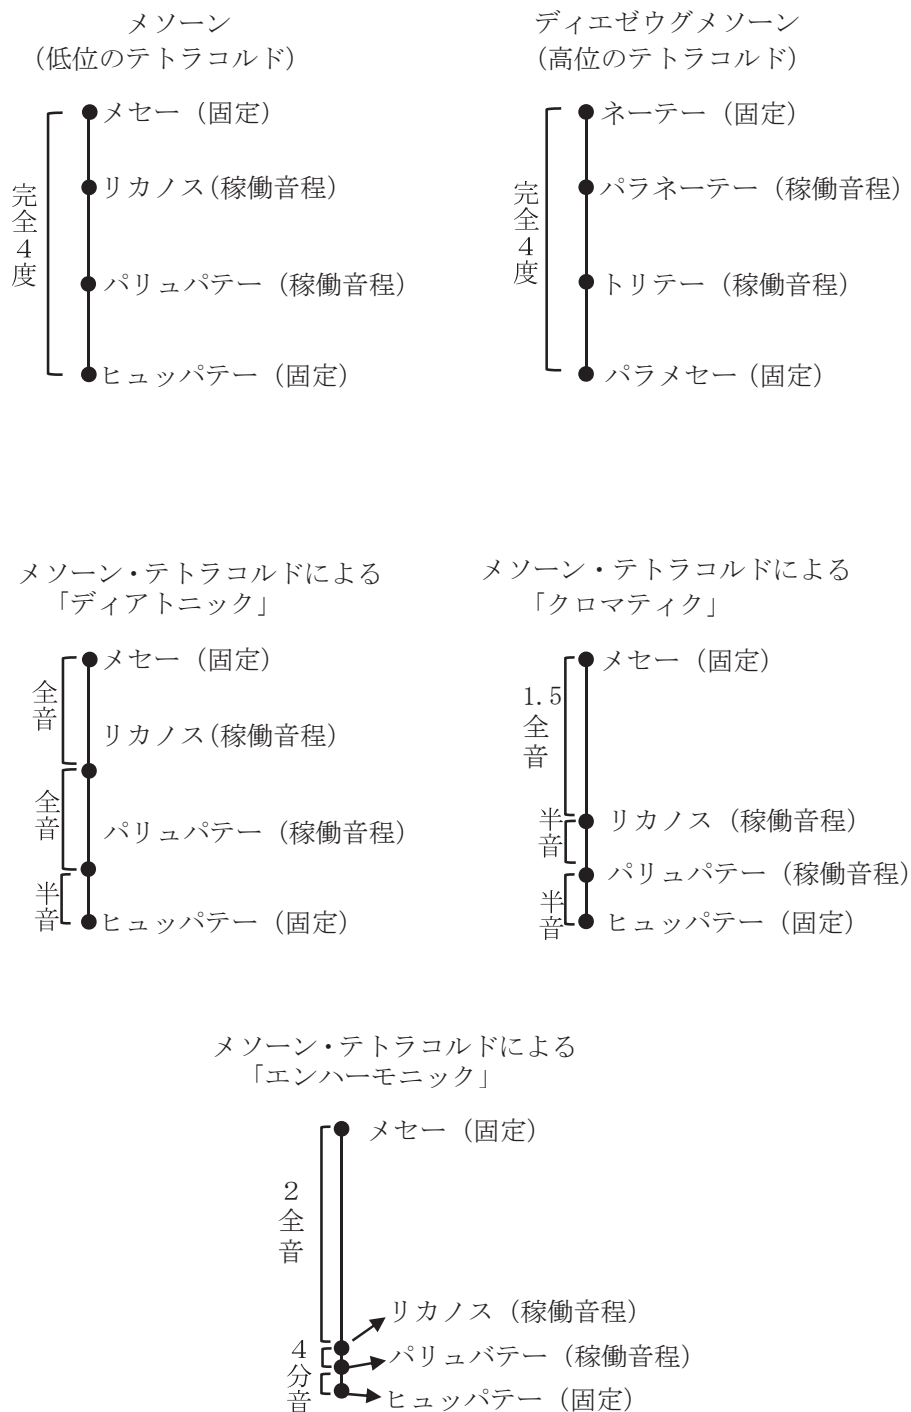 メソーン
(低位のテトラコルド)
完全4度
メセー (固定)
リカノス(稼働音程)
パリュパテー (稼働音程)
ヒュッパテー (固定)
ディエゼウグメソーン
(高位のテトラコルド)
完全4度
ネーテー (固定)
パラネーテー (稼働音程)
トリテー (稼働音程)
パラメセー (固定)
メソーン・テトラコルドによる
「ディアトニック」
全音
全音
半音
メセー (固定)
リカノス(稼働音程)
パリュパテー (稼働音程)
ヒュッパテー (固定)
メソーン・テトラコルドによる
「クロマティク」
1.5全音
半音
半音
メセー (固定)
リカノス (稼働音程)
パリュパテー (稼働音程)
ヒュッパテー (固定)
メソーン・テトラコルドによる
「エンハーモニック」
2全音
4分音
メセー (固定)
リカノス (稼働音程)
パリュバテー (稼働音程)
ヒュッパテー (固定)